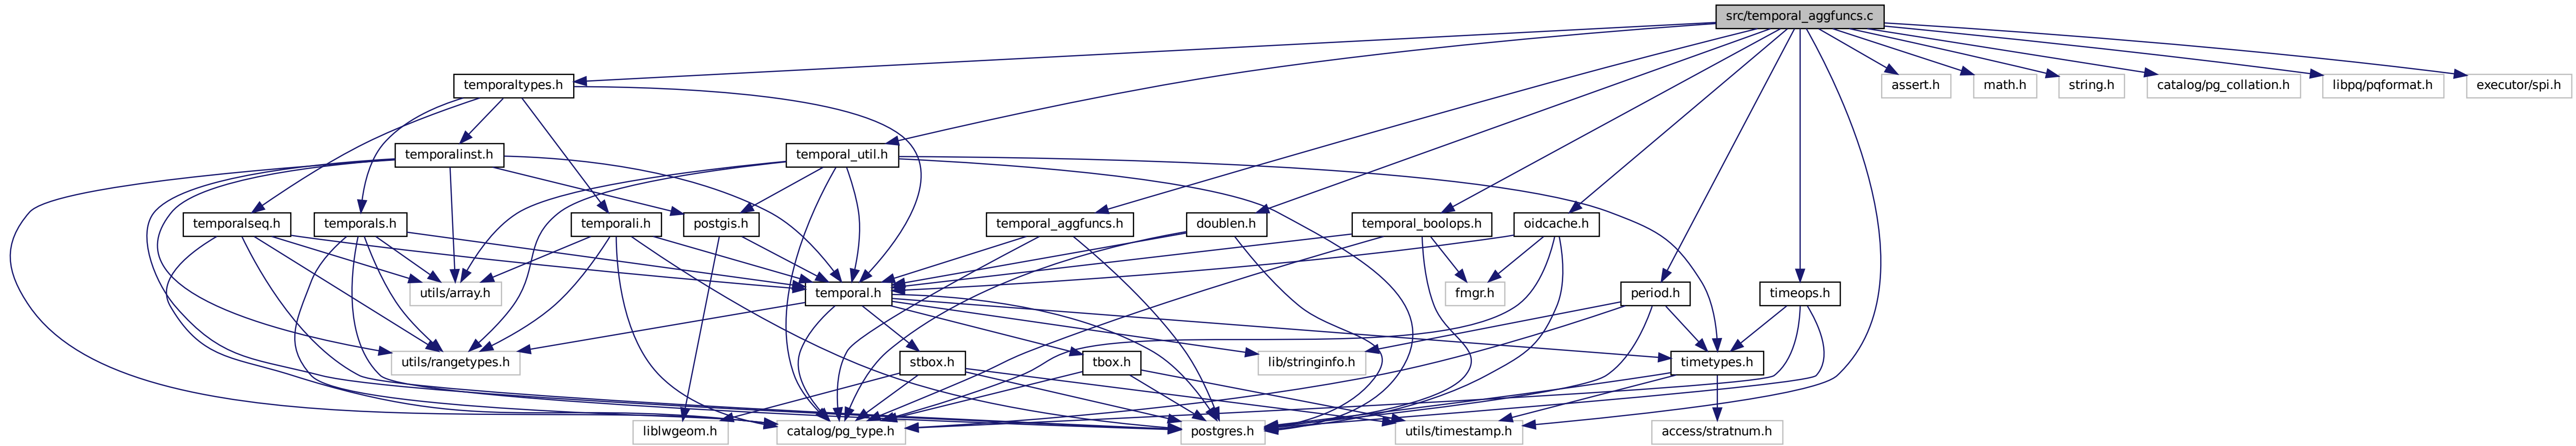 src/temporal_aggfuncs.c
temporaltypes.h
assert.h
math.h
string.h
catalog/pg_collation.h
libpq/pqformat.h
executor/spi.h
temporalinst.h
temporal_util.h
temporalseq.h
temporals.h
temporali.h
postgis.h
temporal_aggfuncs.h
doublen.h
temporal_boolops.h
oidcache.h
utils/array.h
temporal.h
fmgr.h
period.h
timeops.h
utils/rangetypes.h
stbox.h
tbox.h
lib/stringinfo.h
timetypes.h
liblwgeom.h
catalog/pg_type.h
postgres.h
utils/timestamp.h
access/stratnum.h